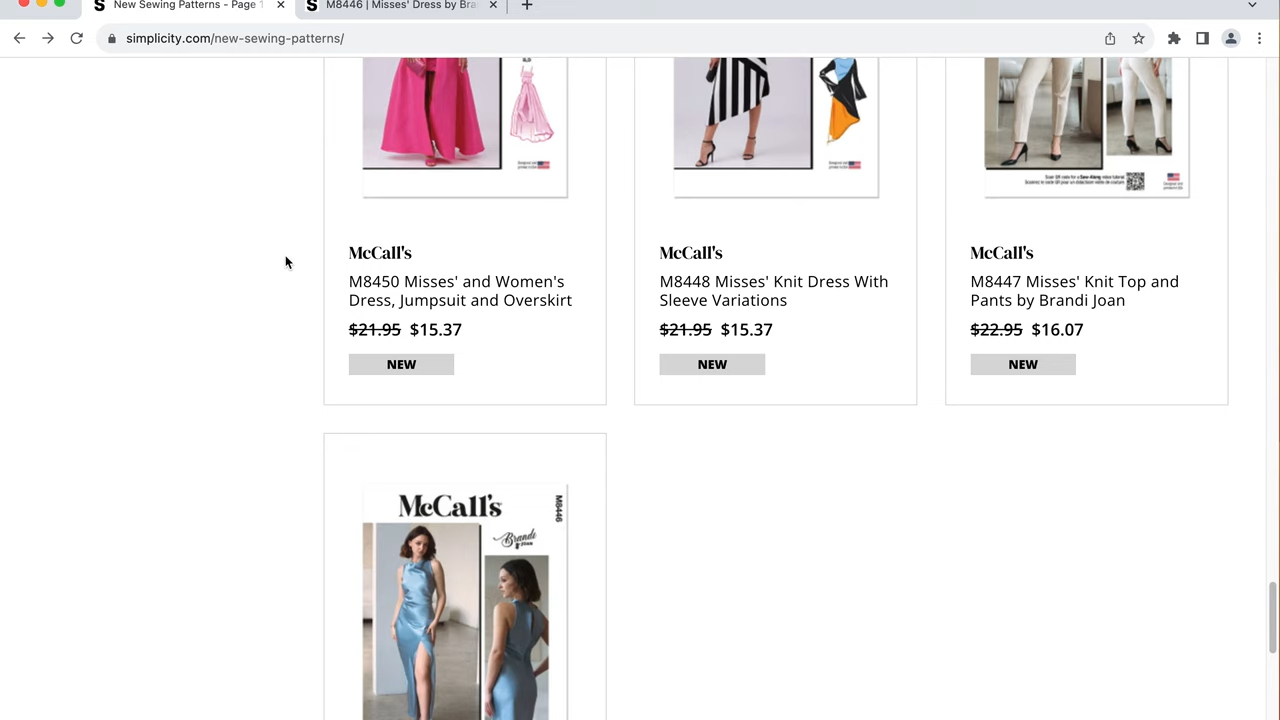 New Sewing Patterns - Page 1
M8446 | Misses' Dress by Bra
simplicity.com/new-sewing-patterns/
McCall's
M8450 Misses' and Women's
Dress, Jumpsuit and Overskirt
$21.95 $15.37
NEW
McCall's
M8448 Misses' Knit Dress With
Sleeve Variations
$21.95 $15.37
NEW
McCall's
M8447 Misses' Knit Top and
Pants by Brandi Joan
$22.95 $16.07
NEW
McCall's
M8446
Brandi
Joan